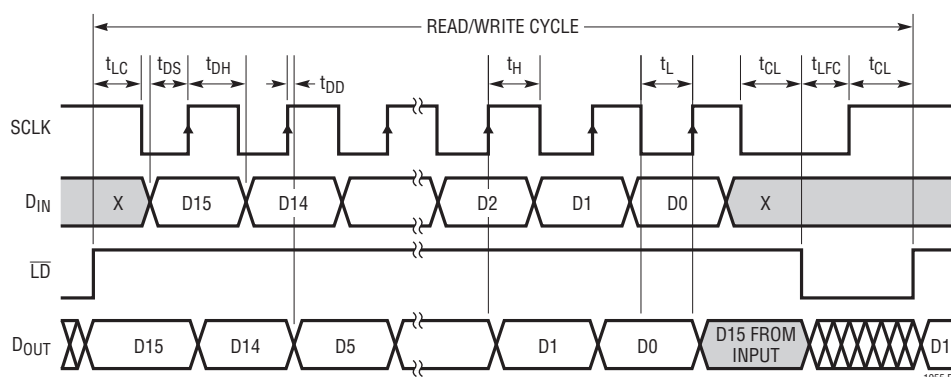 READ/WRITE CYCLE
tLC tDS tDH tDD tH tL tCL tLFC tCL
SCLK
DIN X D15 D14 D2 D1 D0 X
LD
DOUT D15 D14 D5 D1 D0 D15 FROM INPUT D1